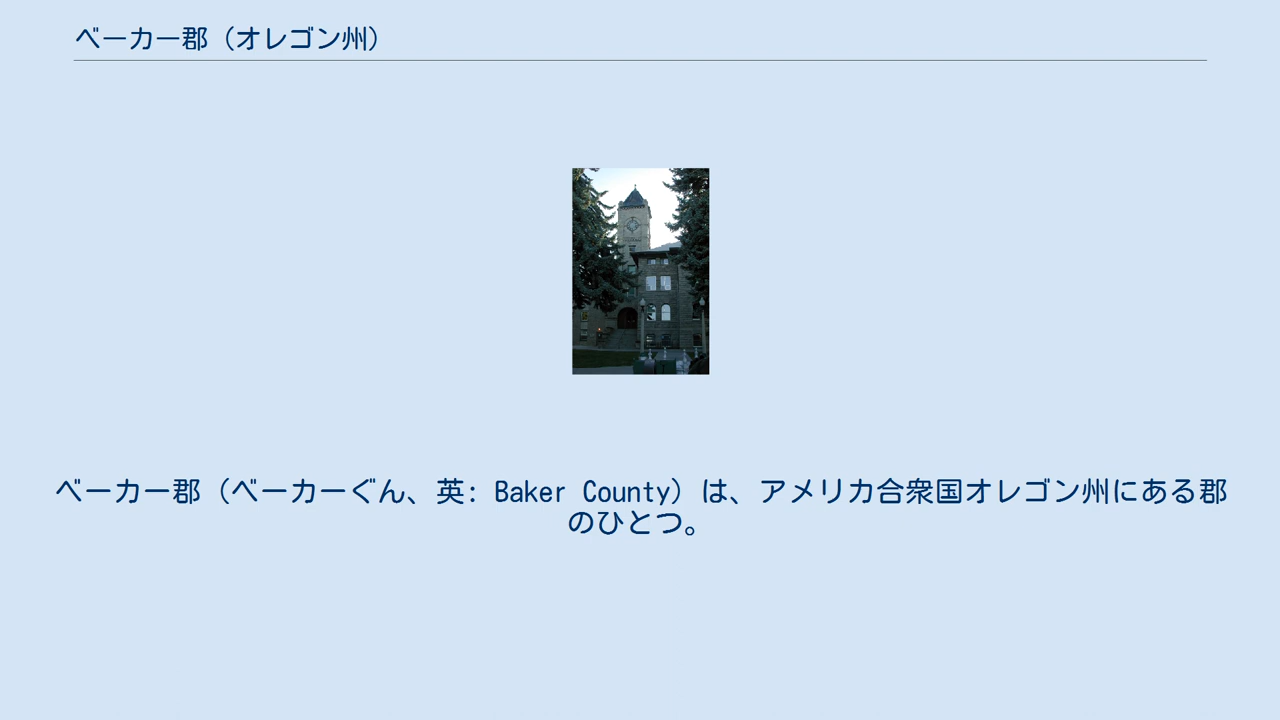 ベーカー郡（オレゴン州）
ベーカー郡（ベーカーぐん、英: Baker County）は、アメリカ合衆国オレゴン州にある郡
のひとつ。